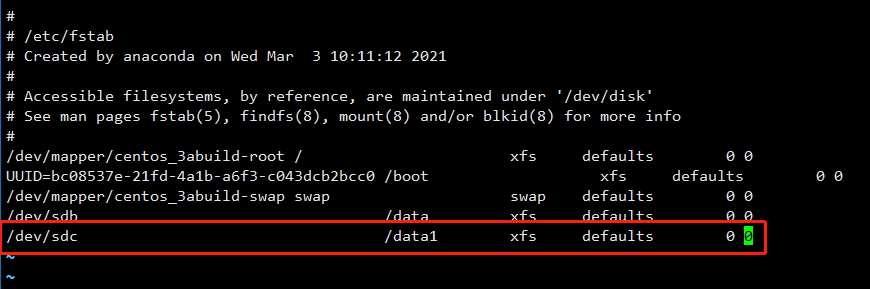 #
# /etc/fstab
# Created by anaconda on Wed Mar  3 10:11:12 2021
#
# Accessible filesystems, by reference, are maintained under '/dev/disk'
# See man pages fstab(5), findfs(8), mount(8) and/or blkid(8) for more info
#
/dev/mapper/centos_3abuild-root /                       xfs     defaults        0 0
UUID=bc08537e-21fd-4a1b-a6f3-c043dcb2bcc0 /boot                   xfs     defaults        0 0
/dev/mapper/centos_3abuild-swap swap                    swap    defaults        0 0
/dev/sdb                                  /data         xfs     defaults        0 0
/dev/sdc                                  /data1        xfs     defaults        0 0
~
~